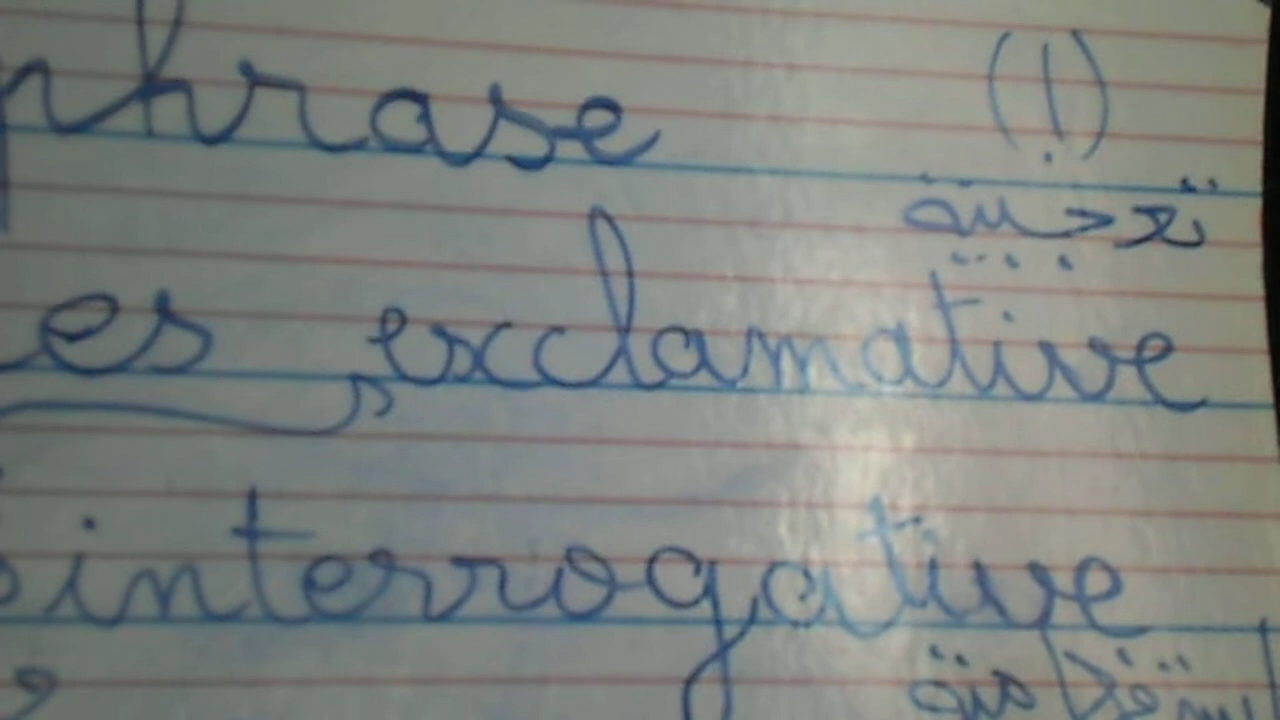 phrase (!)
تعجبية
es exclamative
interrogative